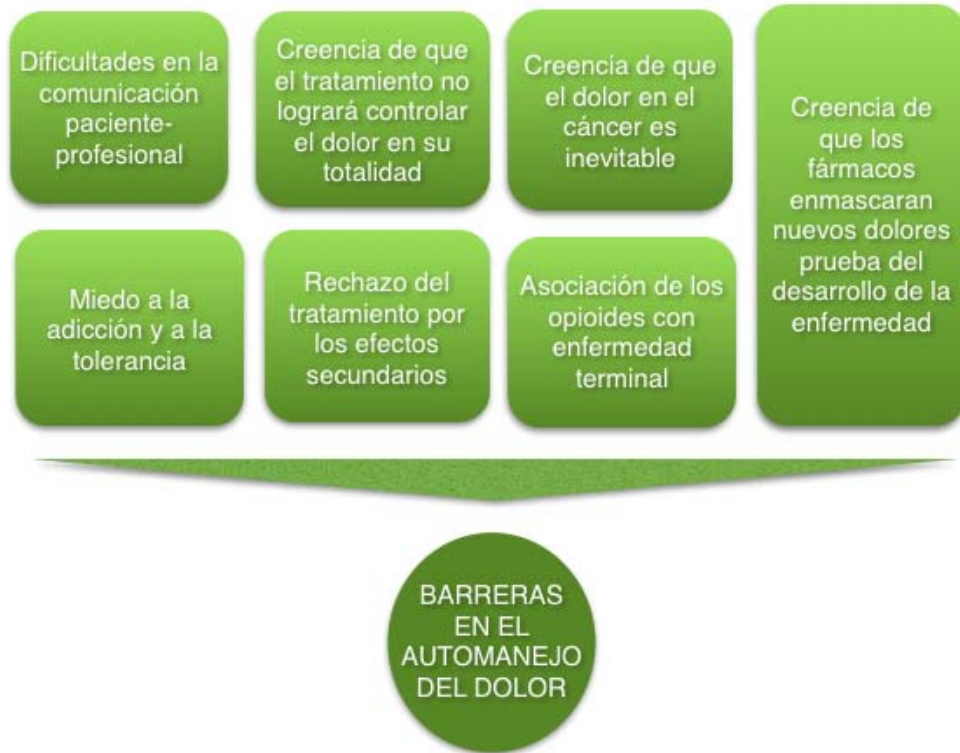 Dificultades en la
comunicación
paciente-
profesional
Creencia de que
el tratamiento no
logrará controlar
el dolor en su
totalidad
Creencia de que
el dolor en el
cáncer es
inevitable
Creencia de
que los
fármacos
enmascaran
nuevos dolores
prueba del
desarrollo de la
enfermedad
Miedo a la
adicción y a la
tolerancia
Rechazo del
tratamiento por
los efectos
secundarios
Asociación de los
opioides con
enfermedad
terminal
BARRERAS
EN EL
AUTOMANEJO
DEL DOLOR